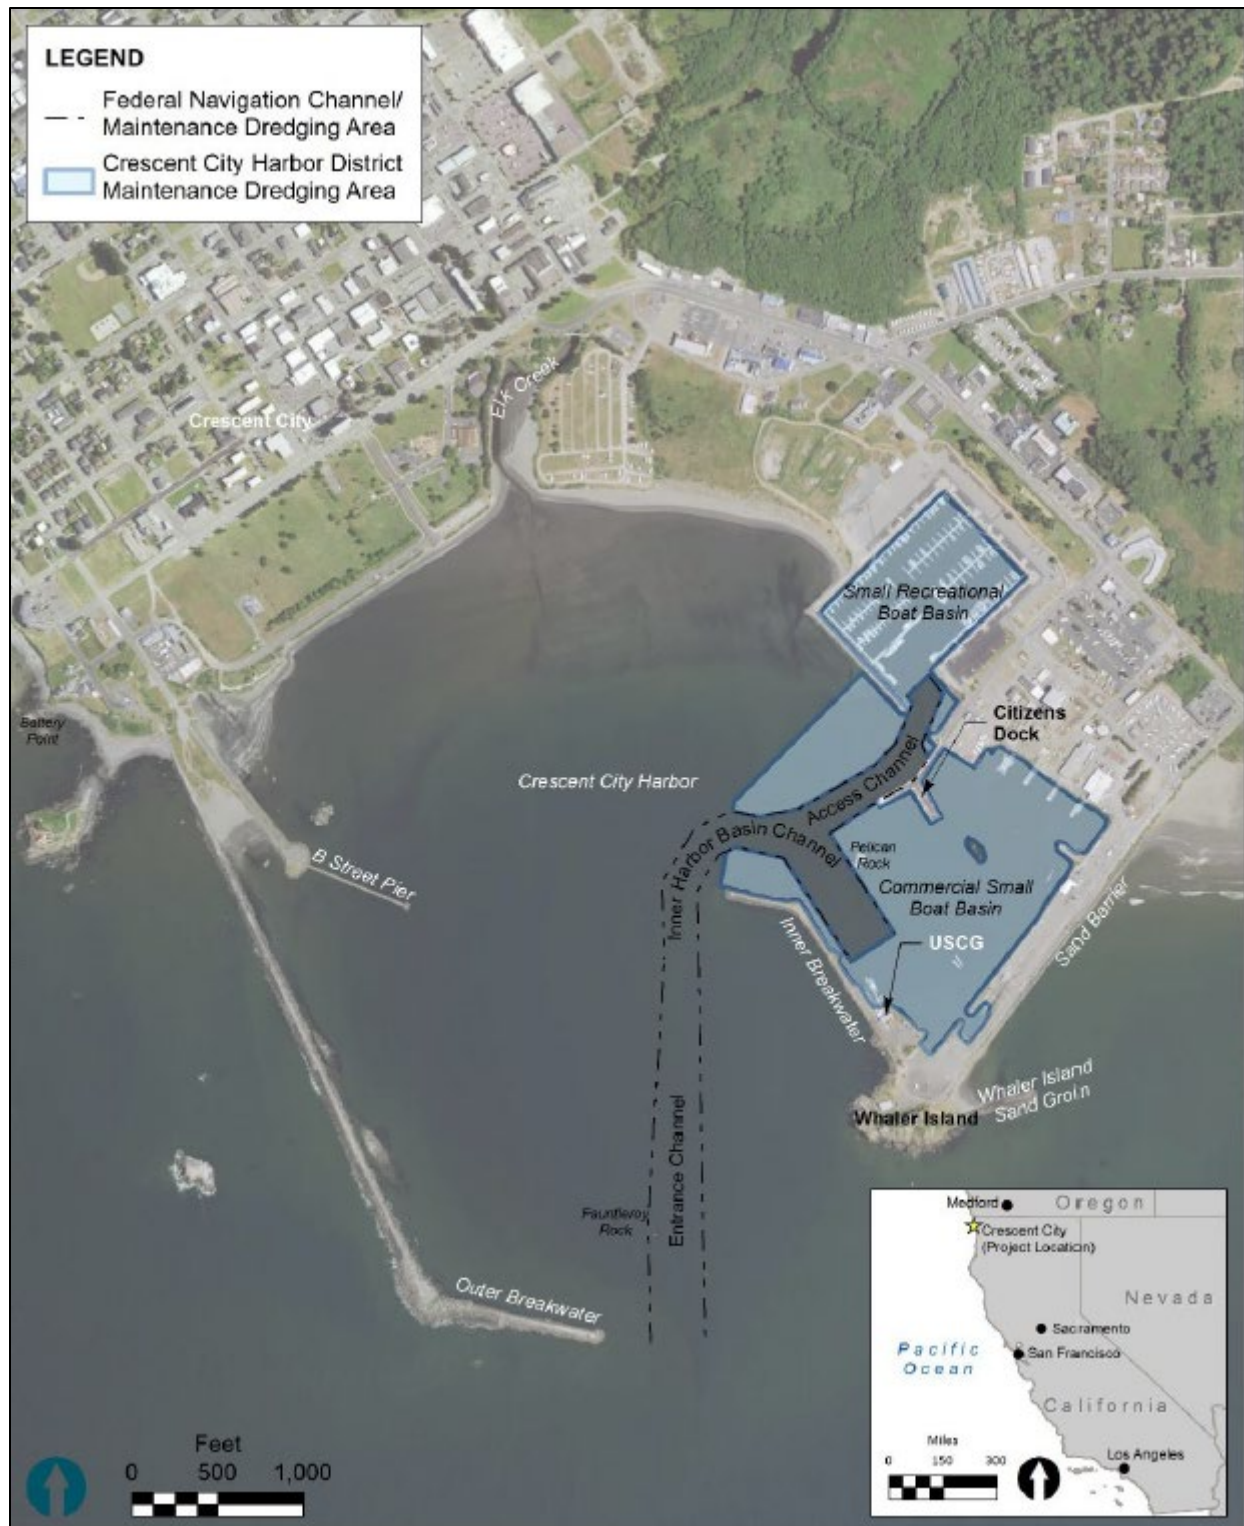 LEGEND
Federal Navigation Channel/
Maintenance Dredging Area
Crescent City Harbor District
Maintenance Dredging Area
Elk Creek
Crescent City
Small Recreational
Boat Basin
Battery
Point
Citizens
Dock
Crescent City Harbor
Access Channel
Inner Harbor Basin Channel
Pelican
Rock
B Street Pier
Commercial Small
Boat Basin
USCG
Sand Barrier
Inner Breakwater
Whaler Island
Sand Groin
Whaler Island
Entrance Channel
Fauntleroy
Rock
Outer Breakwater
Medford
Oregon
Crescent City
(Project Location)
Nevada
Sacramento
San Francisco
Pacific
Ocean
California
Los Angeles
Miles
0 150 300
Feet
0 500 1,000